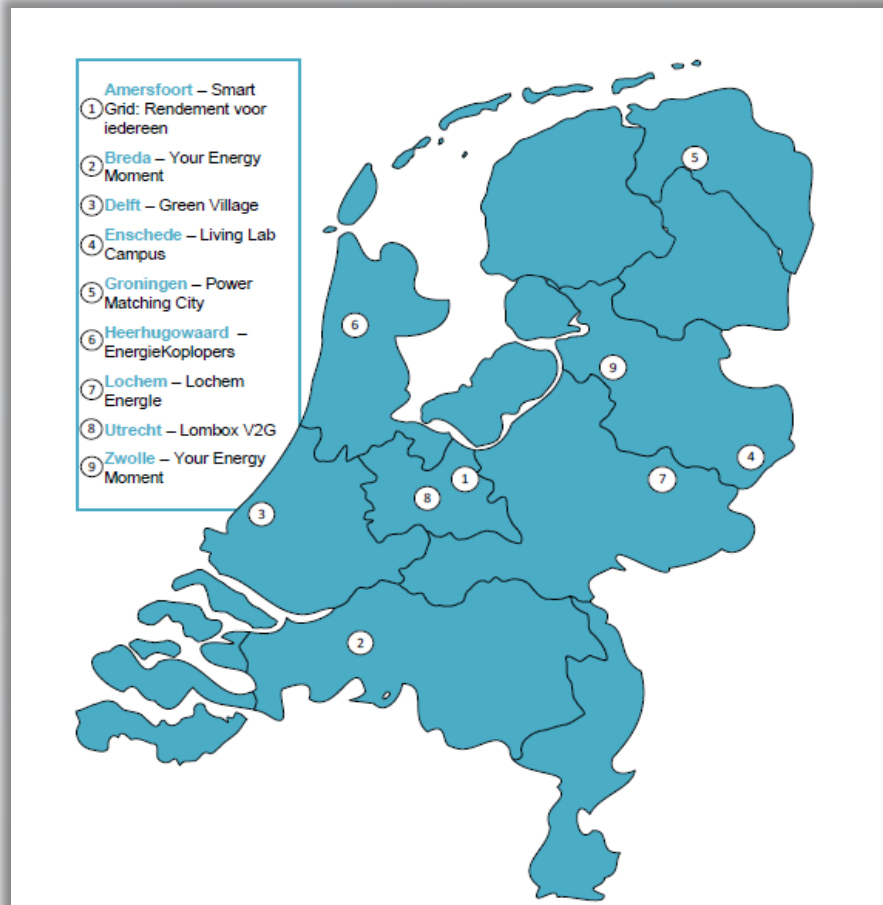 Amersfoort – Smart
① Grid: Rendement voor
iedereen
② Breda – Your Energy
Moment
③ Delft – Green Village
④ Enschede – Living Lab
Campus
⑤ Groningen – Power
Matching City
⑥ Heerhugowaard –
EnergieKoplopers
⑦ Lochem – Lochem
Energie
⑧ Utrecht – Lombox V2G
⑨ Zwolle – Your Energy
Moment
5
6
9
4
1
7
8
3
2